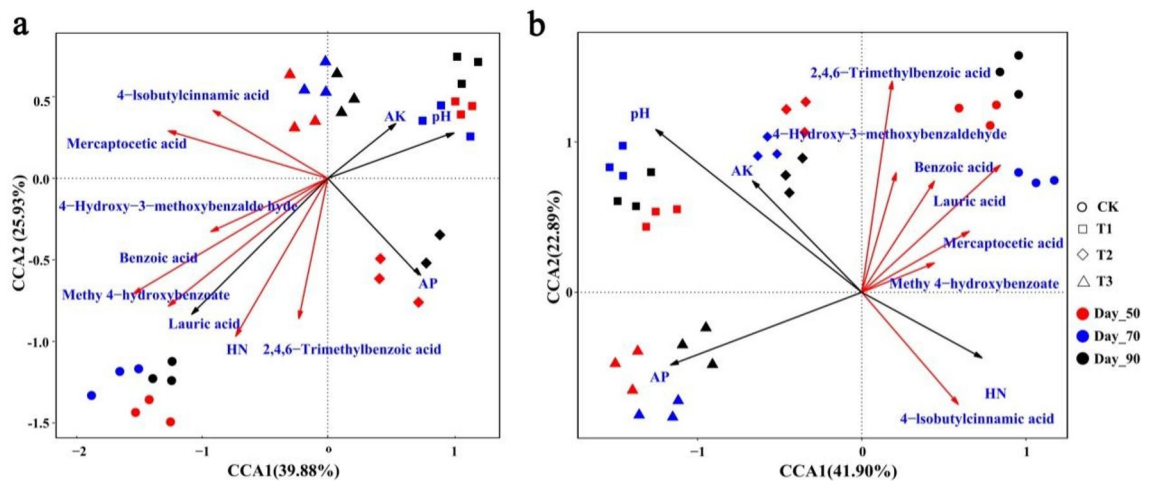 a
b
4-Isobutylcinnamic acid
Mercaptocetic acid
AK
pH
4-Hydroxy-3-methoxybenzalde hyde
Benzoic acid
Methy 4-hydroxybenzoate
Lauric acid
HN
2,4,6-Trimethylbenzoic acid
AP
0.5
0.0
-0.5
-1.0
-1.5
CCA2 (25.93%)
-2
-1
0
1
CCA1(39.88%)
2,4,6-Trimethylbenzoic acid
pH
4-Hydroxy-3-methoxybenzaldehyde
AK
Benzoic acid
Lauric acid
Mercaptocetic acid
Methy 4-hydroxybenzoate
AP
HN
4-Isobutylcinnamic acid
1
0
CCA2(22.89%)
-1
0
1
CCA1(41.90%)
CK
T1
T2
T3
Day_50
Day_70
Day_90